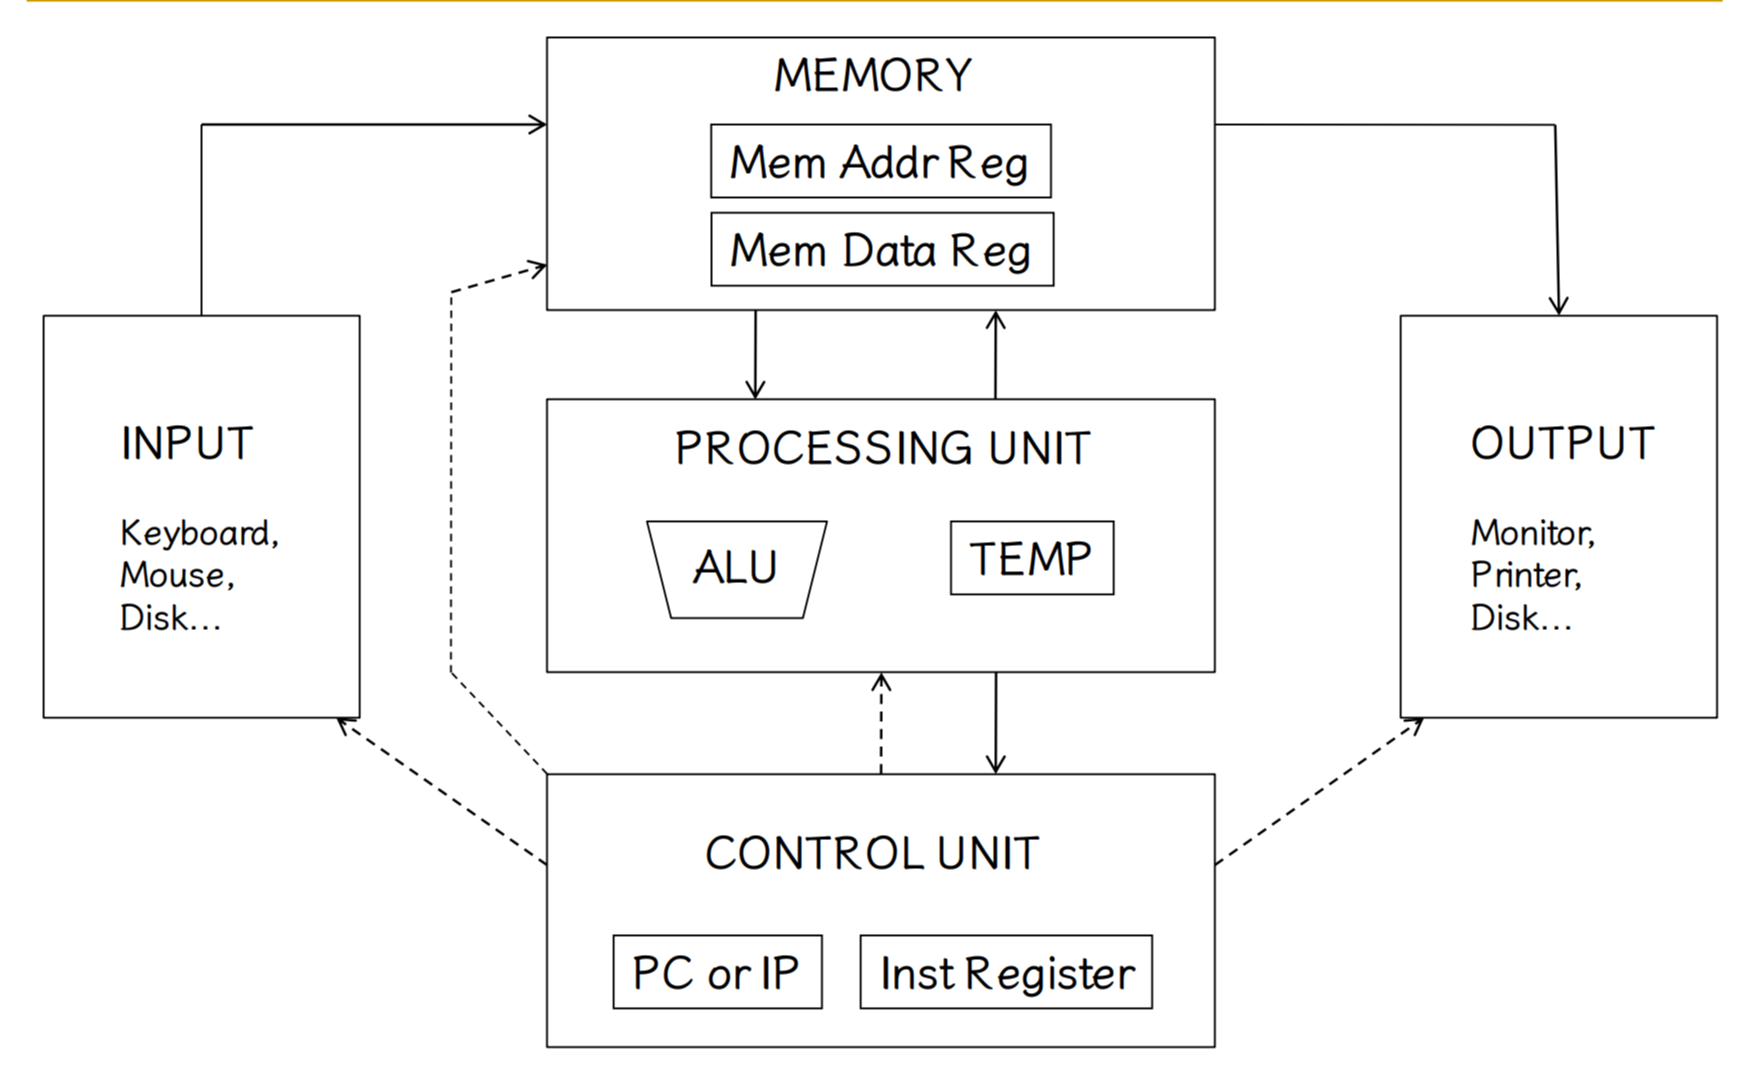 MEMORY
Mem Addr Reg
Mem Data Reg
INPUT
Keyboard,
Mouse,
Disk...
PROCESSING UNIT
ALU
TEMP
OUTPUT
Monitor,
Printer,
Disk...
CONTROL UNIT
PC or IP
Inst Register